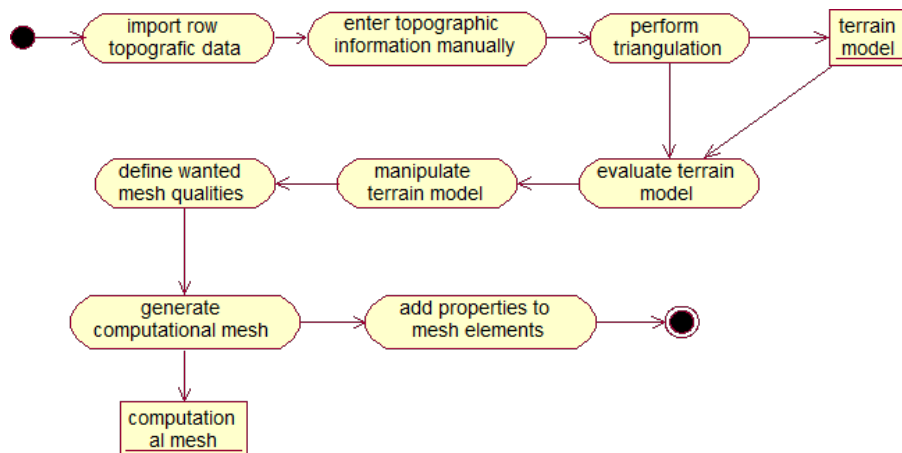 import row
topografic data
enter topographic
information manually
perform
triangulation
terrain
model
define wanted
mesh qualities
manipulate
terrain model
evaluate terrain
model
generate
computational mesh
add properties to
mesh elements
computation
al mesh